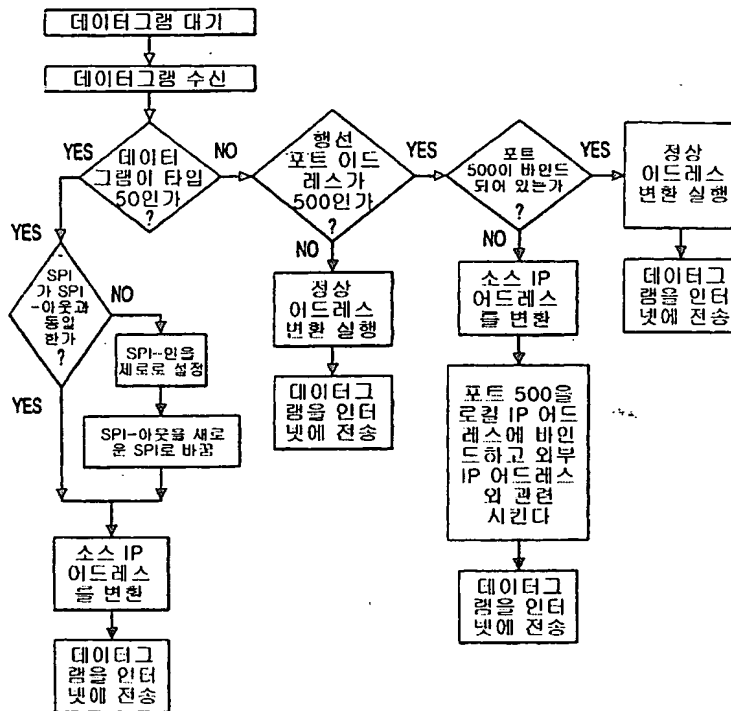 데이터그램 대기
데이터그램 수신
YES
데이터
그램이 타입
50인가
?
NO
행선
포트 어드
레스가
500인가
?
YES
포트
500이 바인드
되어 있는가
?
YES
정상
어드레스
변환 실행
데이터그
램을 인터
넷에 전송
NO
소스 IP
어드레스
를 변환
포트 500을
로컬 IP 어드
레스에 바인
드하고 외부
IP 어드레스
와 관련
시킨다
데이터그
램을 인터
넷에 전송
NO
정상
어드레스
변환 실행
데이터그
램을 인터
넷에 전송
YES
SPI
가 SPI
-아웃과
동일
한가
?
NO
SPI-인을
제로로 설정
SPI-아웃을 새로
운 SPI로 바꿈
YES
소스 IP
어드레스
를 변환
데이터그
램을 인터
넷에 전송